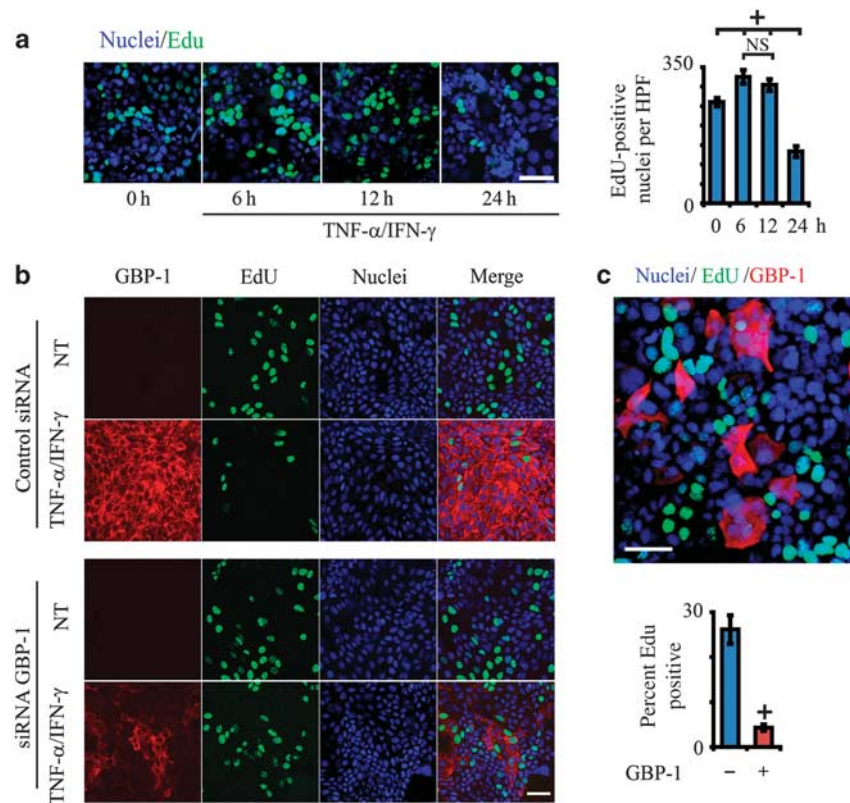 a
Nuclei/Edu
0 h 6 h 12 h 24 h
TNF-α/IFN-γ
+
NS
350
0
EdU-positive
nuclei per HPF
0 6 12 24 h
b
GBP-1 EdU Nuclei Merge
Control siRNA
NT
TNF-α/IFN-γ
siRNA GBP-1
NT
TNF-α/IFN-γ
c
Nuclei/ EdU /GBP-1
30
0
Percent Edu
positive
+
GBP-1 – +